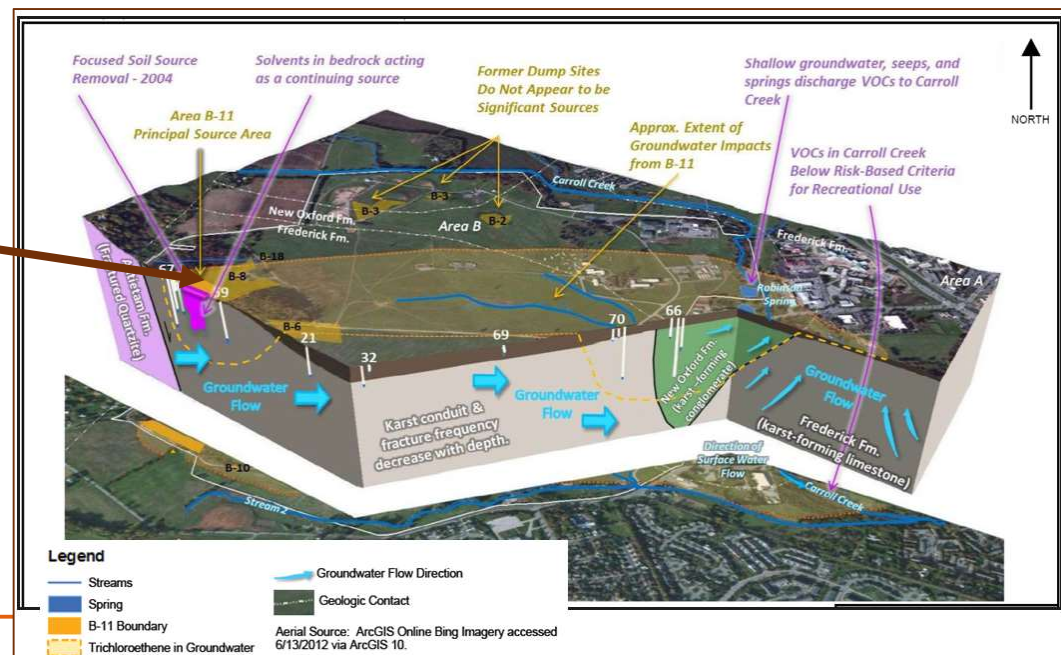 Focused Soil Source
Removal - 2004
Solvents in bedrock acting
as a continuing source
Former Dump Sites
Do Not Appear to be
Significant Sources
Shallow groundwater, seeps, and
springs discharge VOCs to Carroll
Creek
NORTH
Area B-11
Principal Source Area
Approx. Extent of
Groundwater Impacts
from B-11
VOCs in Carroll Creek
Below Risk-Based Criteria
for Recreational Use
Carroll Creek
B-3
B-3
B-2
New Oxford Fm.
Frederick Fm.
Area B
Frederick Fm.
Area A
B-18
B-8
67
59
Robinson
Spring
Antietam Fm.
(Fractured Quartzite)
B-6
21
32
69
70
66
Groundwater
Flow
Karst conduit &
fracture frequency
decrease with depth.
Groundwater
Flow
New Oxford Fm.
(karst-forming
conglomerate)
Groundwater
Flow
Frederick Fm.
(karst-forming limestone)
B-10
Stream 2
Direction of
Surface Water
Flow
Carroll Creek
Legend
Streams
Spring
B-11 Boundary
Trichloroethene in Groundwater
Groundwater Flow Direction
Geologic Contact
Aerial Source: ArcGIS Online Bing Imagery accessed
6/13/2012 via ArcGIS 10.